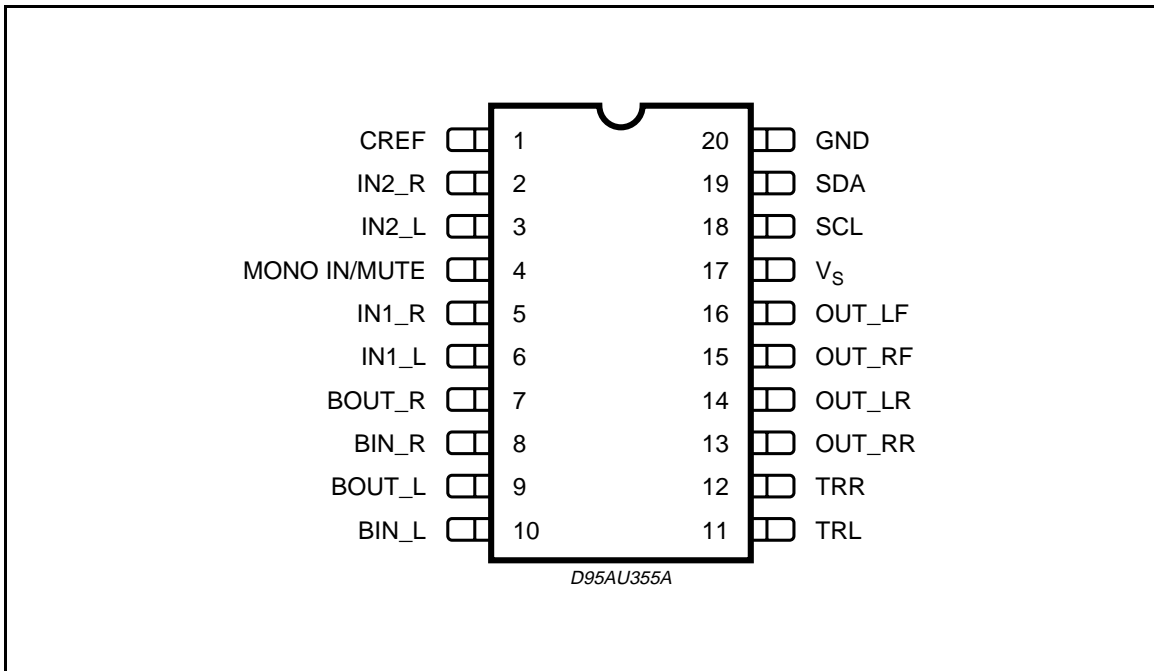 CREF 1 20 GND
IN2_R 2 19 SDA
IN2_L 3 18 SCL
MONO IN/MUTE 4 17 VS
IN1_R 5 16 OUT_LF
IN1_L 6 15 OUT_RF
BOUT_R 7 14 OUT_LR
BIN_R 8 13 OUT_RR
BOUT_L 9 12 TRR
BIN_L 10 11 TRL
D95AU355A